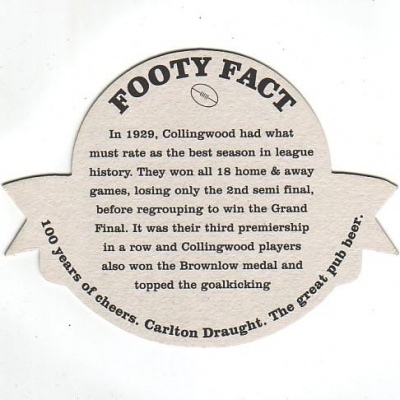 FOOTY FACT
In 1929, Collingwood had what
must rate as the best season in league
history. They won all 18 home & away
games, losing only the 2nd semi final,
before regrouping to win the Grand
Final. It was their third premiership
in a row and Collingwood players
also won the Brownlow medal and
topped the goalkicking
100 years of cheers. Carlton Draught. The great pub beer.